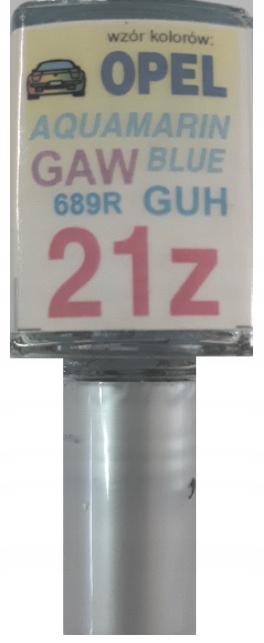 wzór kolorów:
OPEL
AQUAMARIN
GAW BLUE
689R GUH
21z